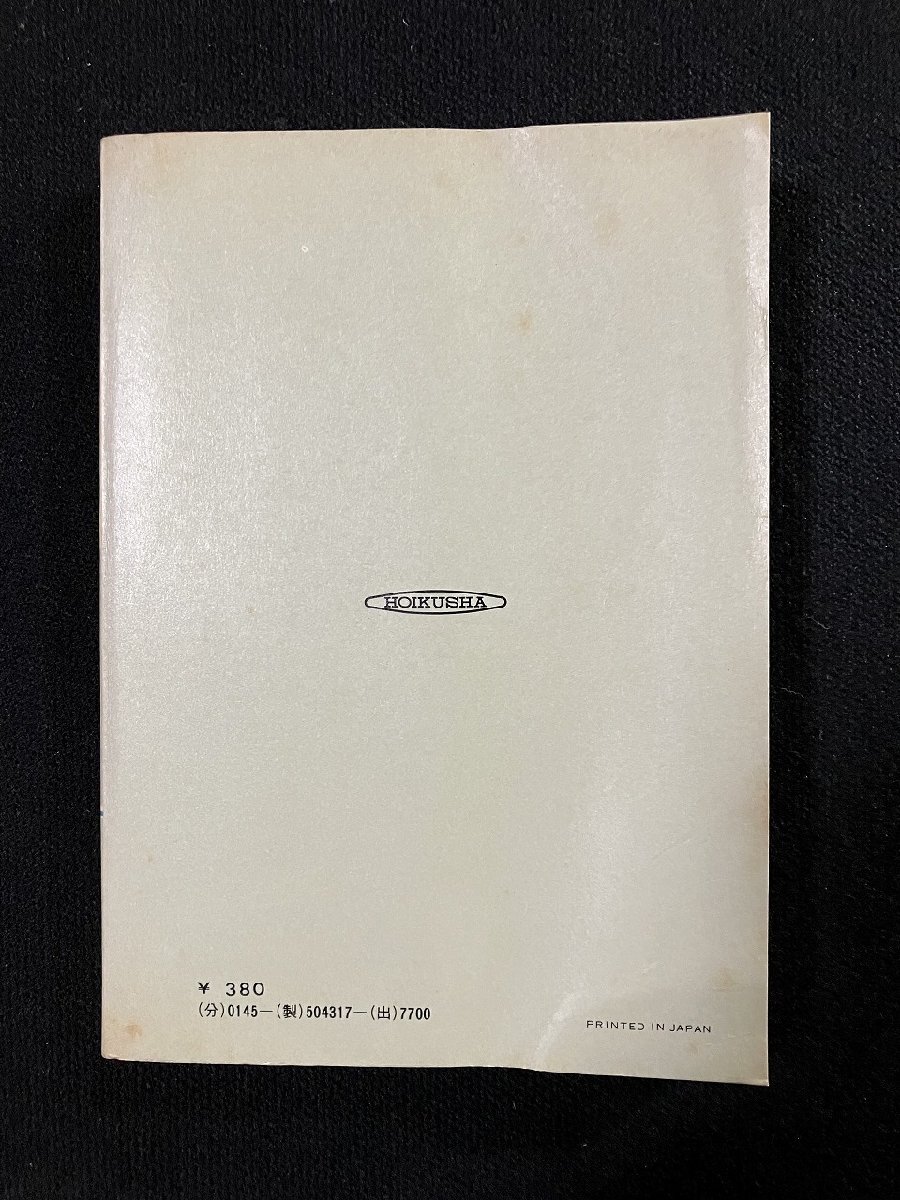 HOIKUSHA
¥ 380
(分)0145-(製)504317-(出)7700
PRINTED IN JAPAN